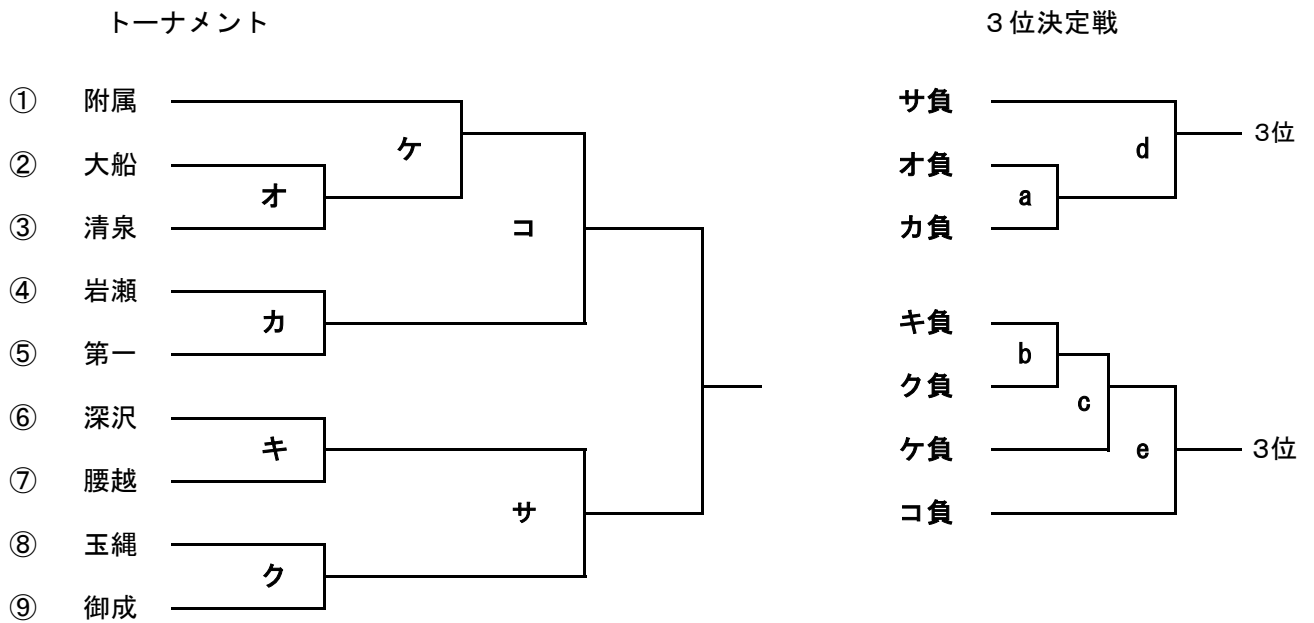 トーナメント
① 附属
② 大船
③ 清泉
④ 岩瀬
⑤ 第一
⑥ 深沢
⑦ 腰越
⑧ 玉縄
⑨ 御成
オ
カ
キ
ク
ケ
コ
サ
３位決定戦
サ負
オ負
カ負
a
d
3位
キ負
ク負
ケ負
コ負
b
c
e
3位